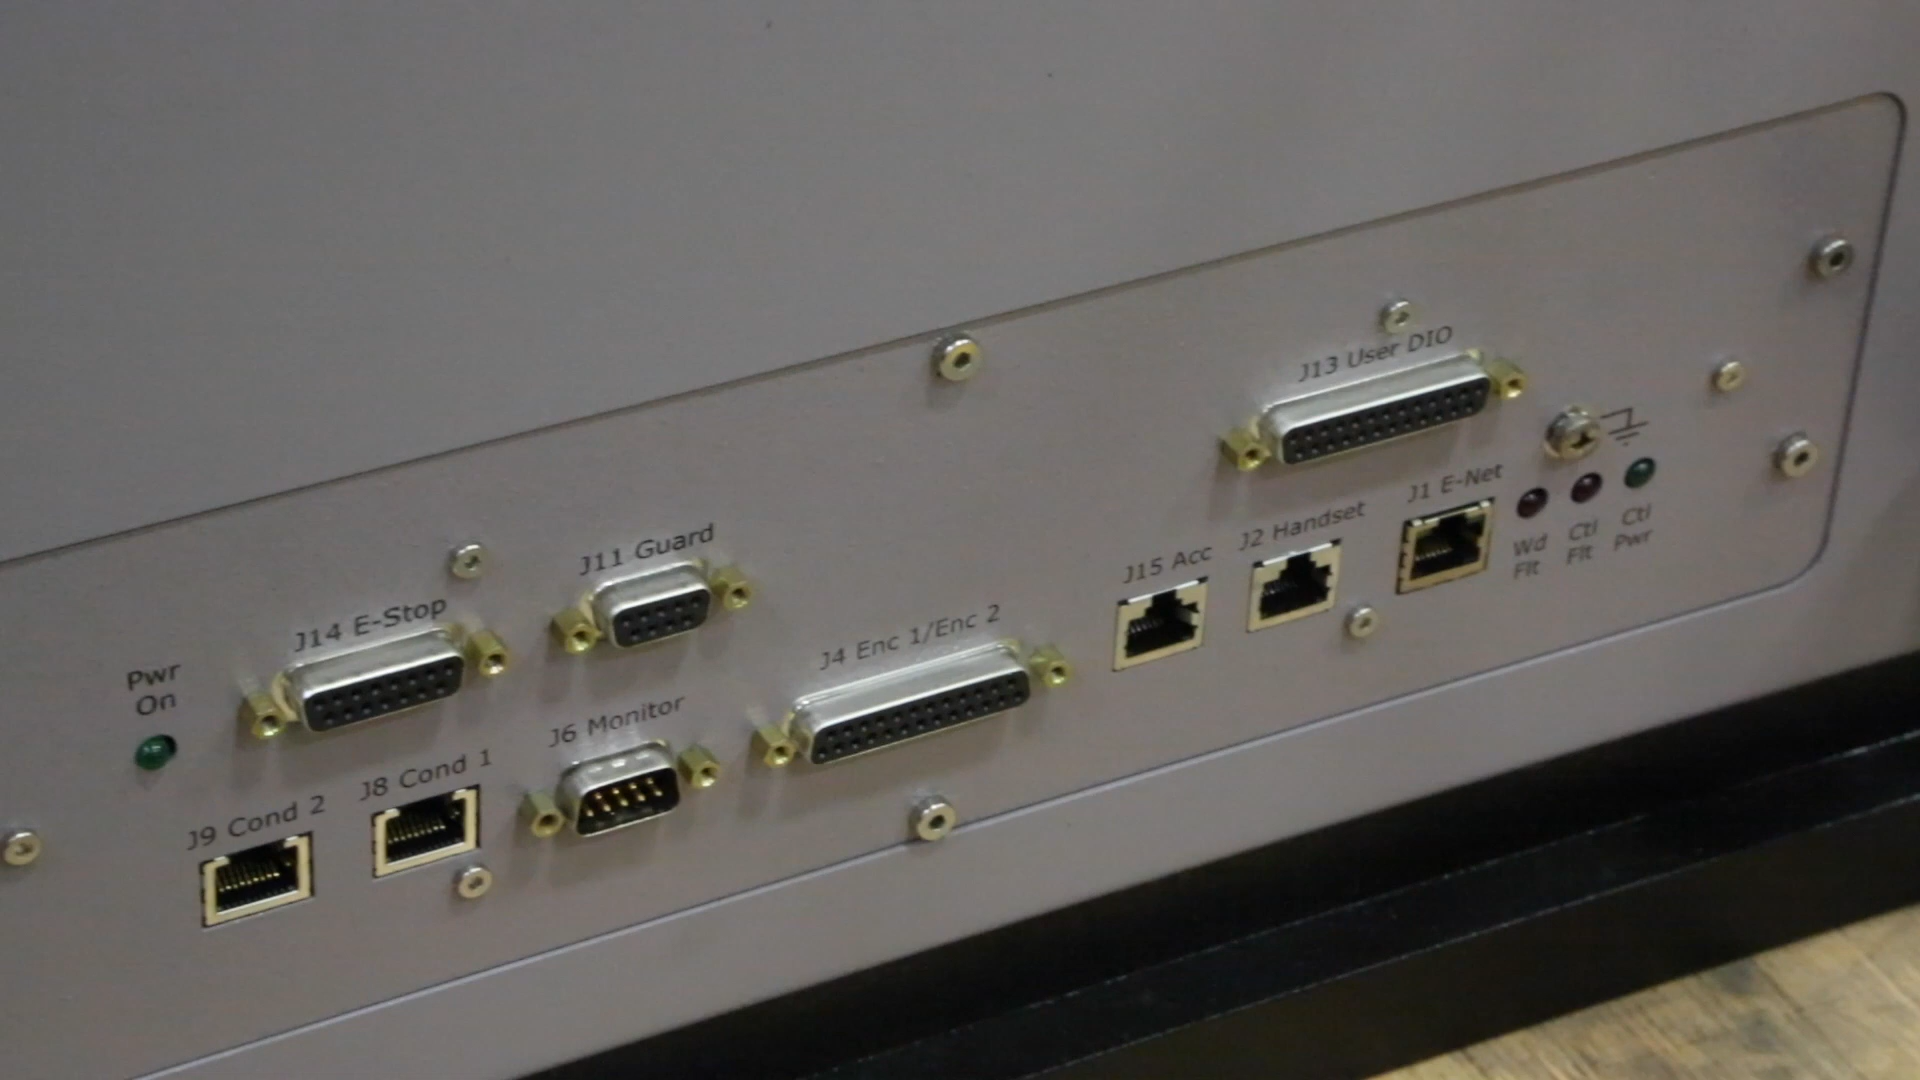 J13 User DIO
J11 Guard
J15 Acc
J2 Handset
J1 E-Net
Wd
Flt
Ctl
Flt
Ctl
Pwr
Pwr
On
J14 E-Stop
J4 Enc 1/Enc 2
J6 Monitor
J9 Cond 2
J8 Cond 1